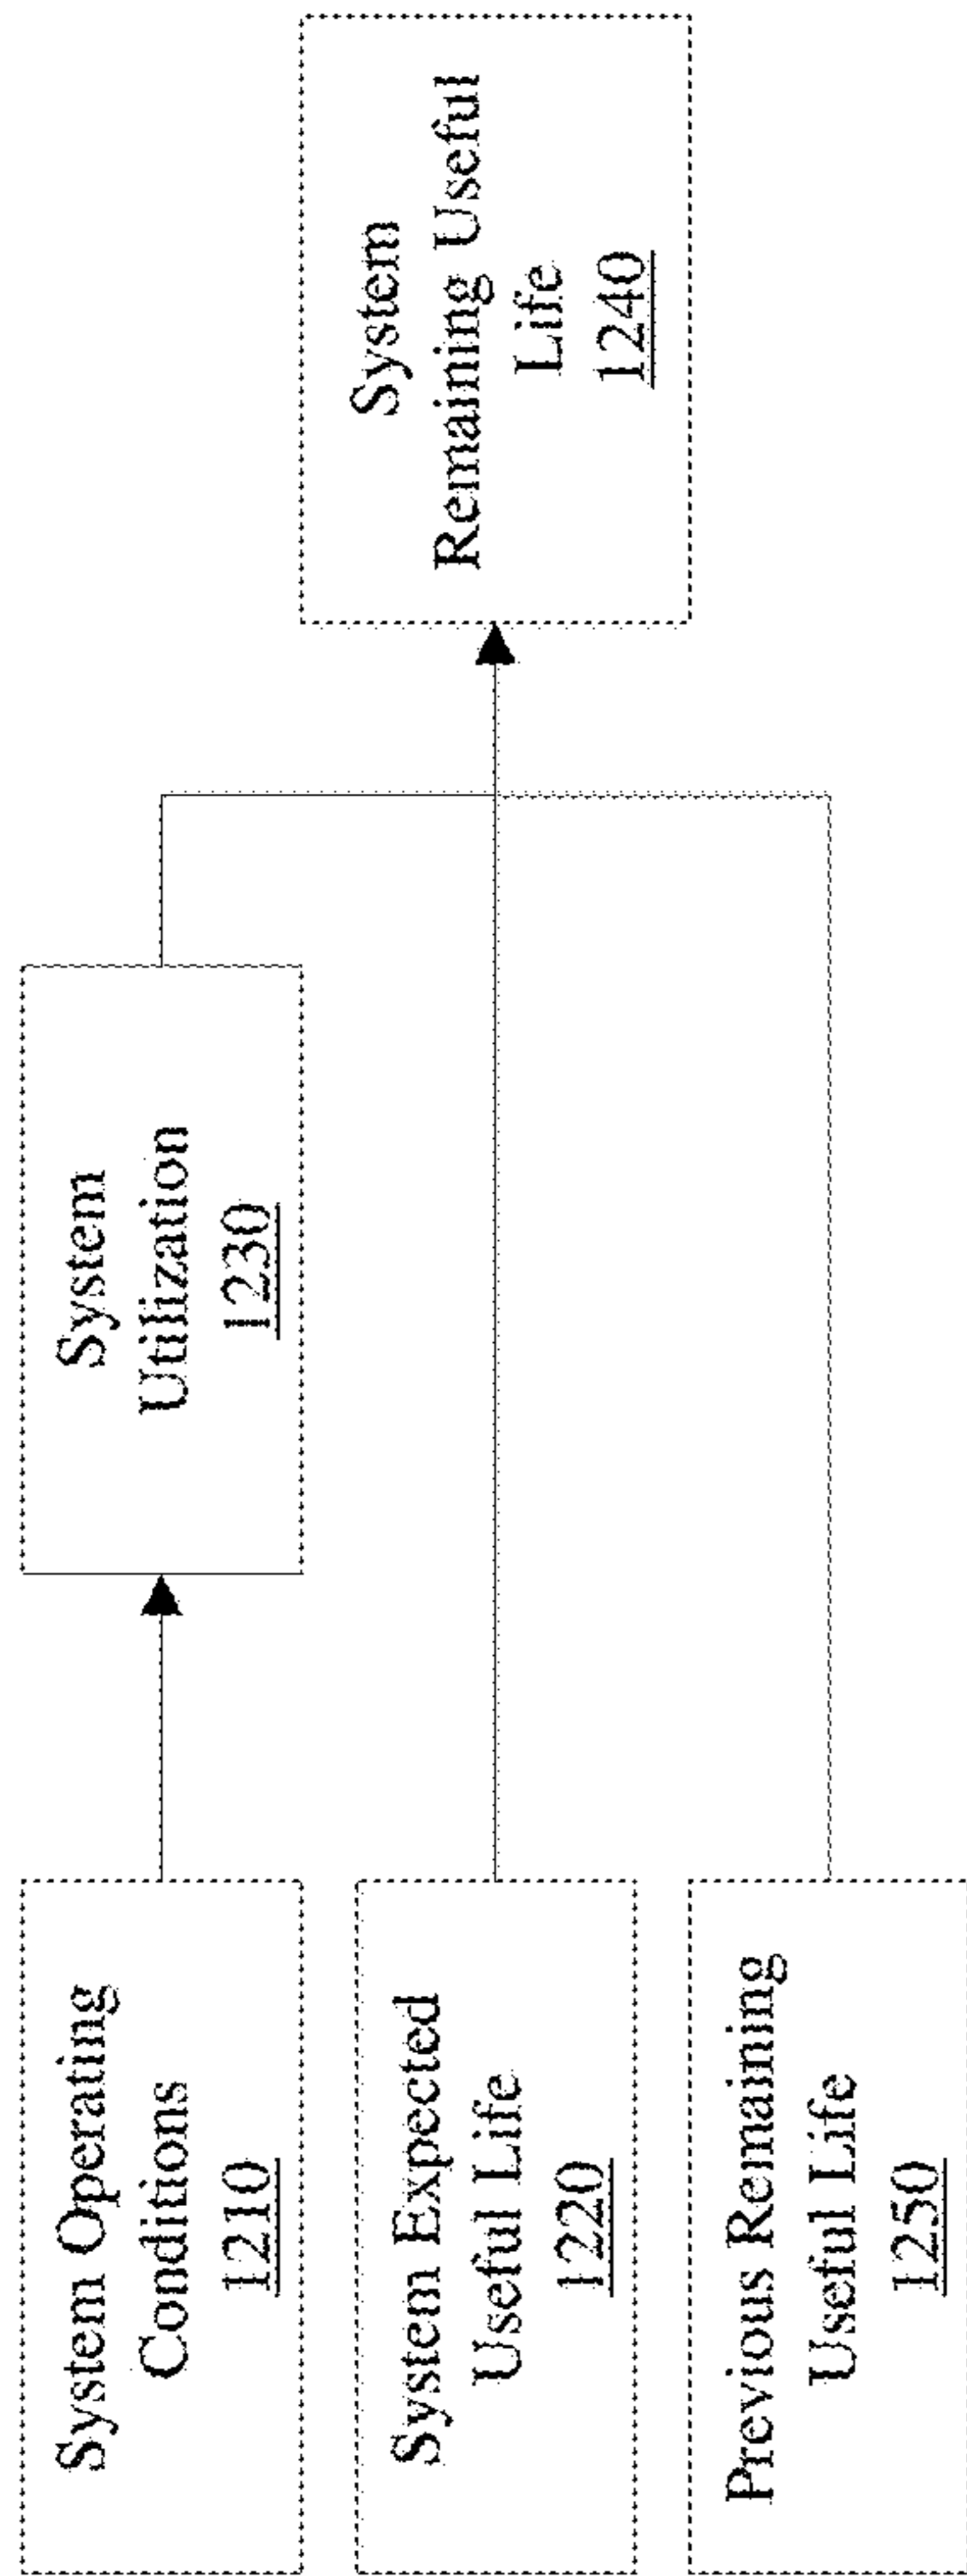 System Operating
Conditions
1210
System Expected
Useful Life
1220
Previous Remaining
Useful Life
1250
System
Utilization
1230
System
Remaining Useful
Life
1240